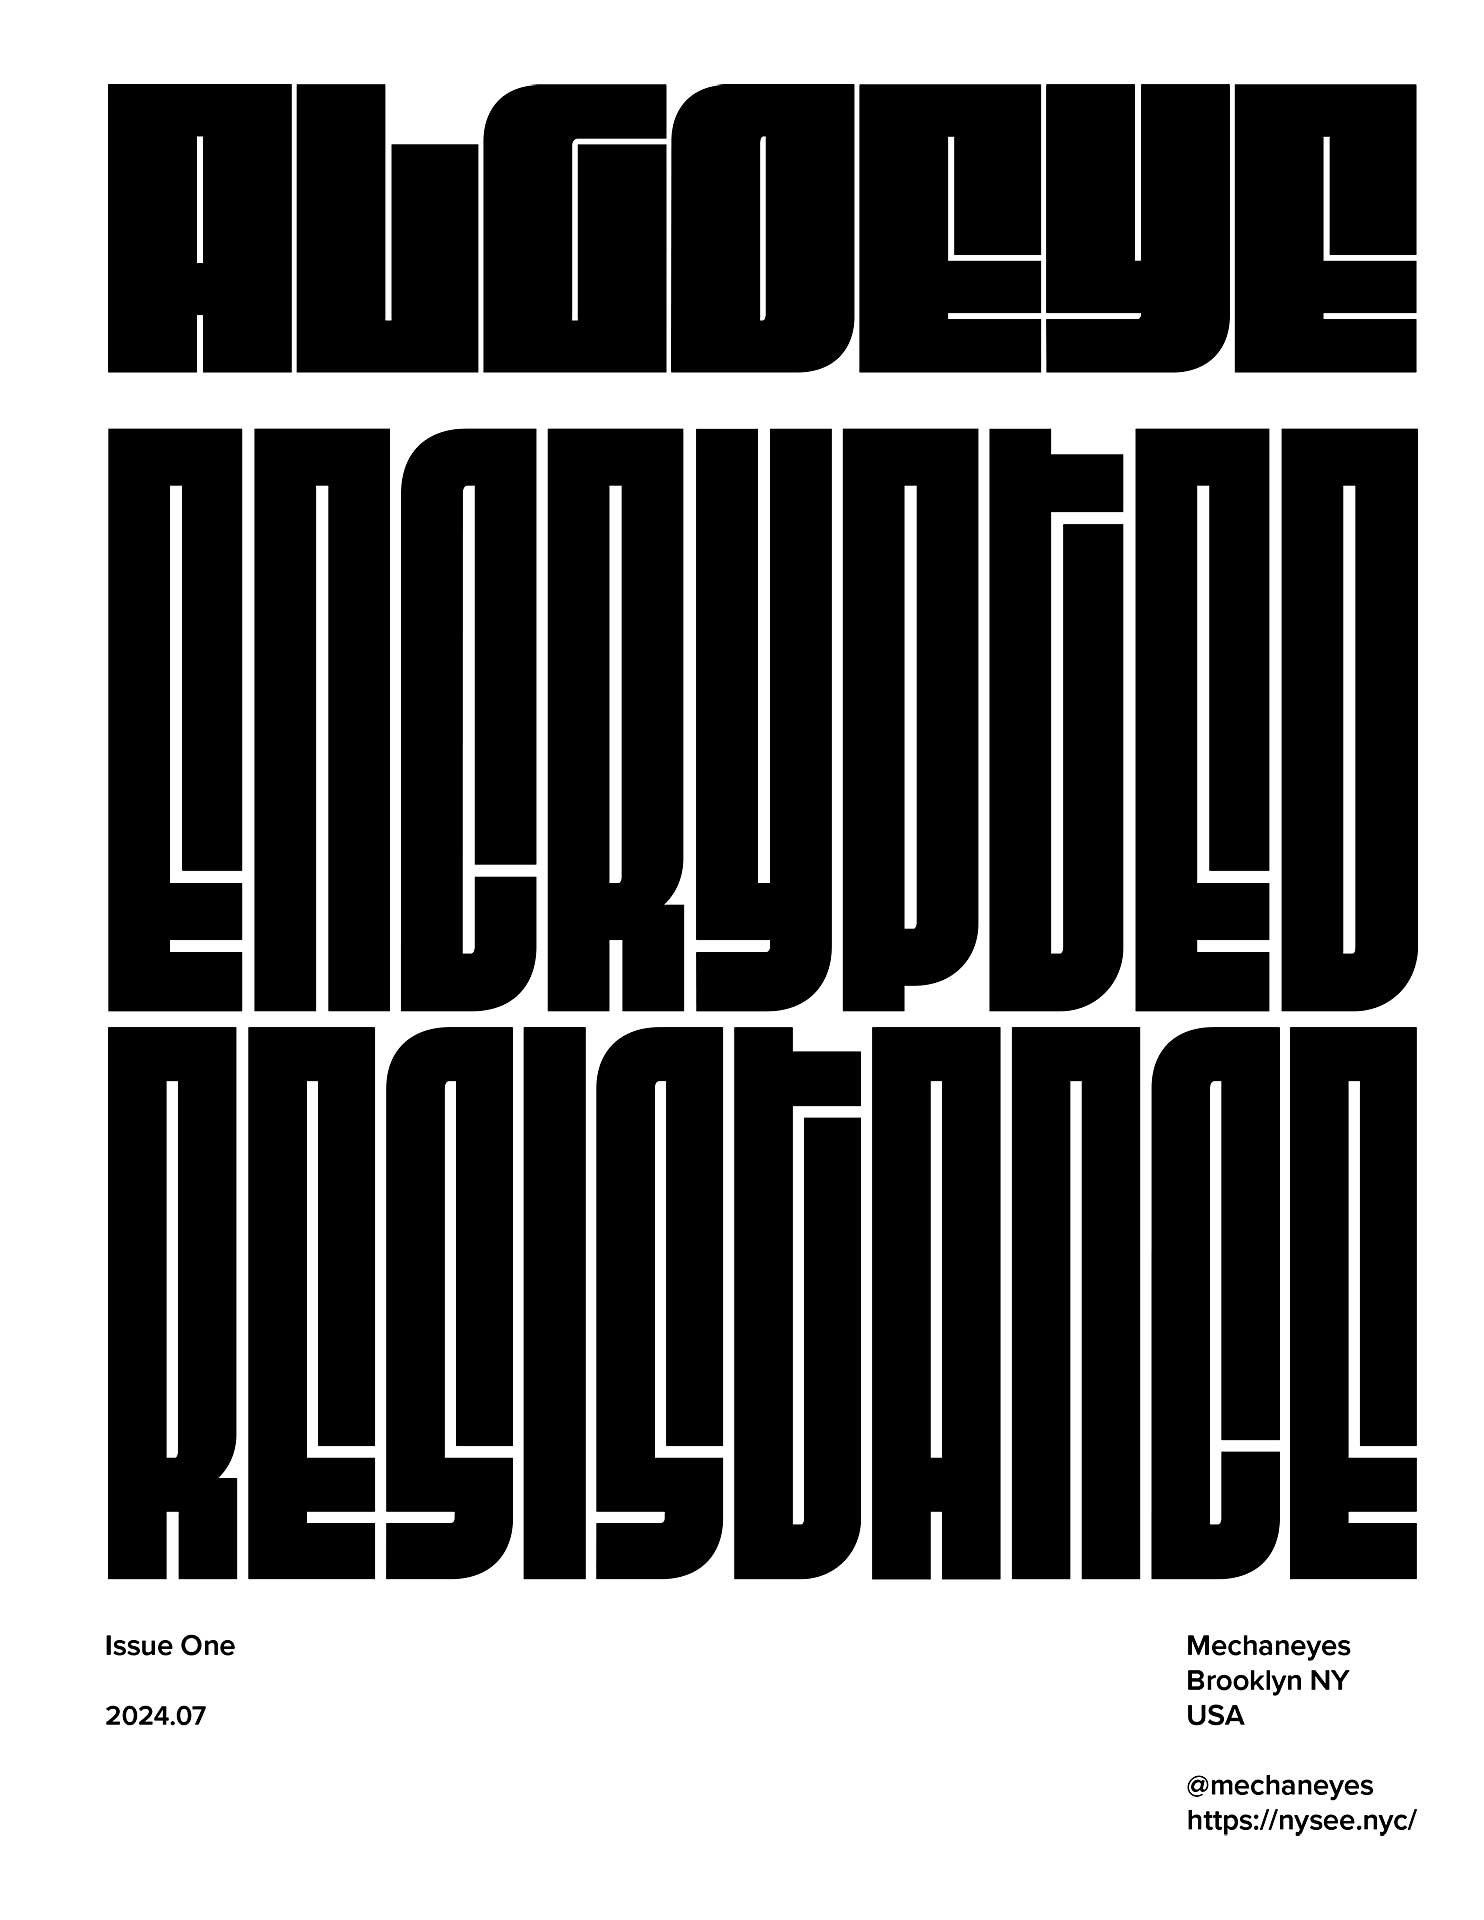 ALGOEYE
ENCRYPTED
RESISTANCE
Issue One
2024.07
Mechaneyes
Brooklyn NY
USA
@mechaneyes
https://nysee.nyc/